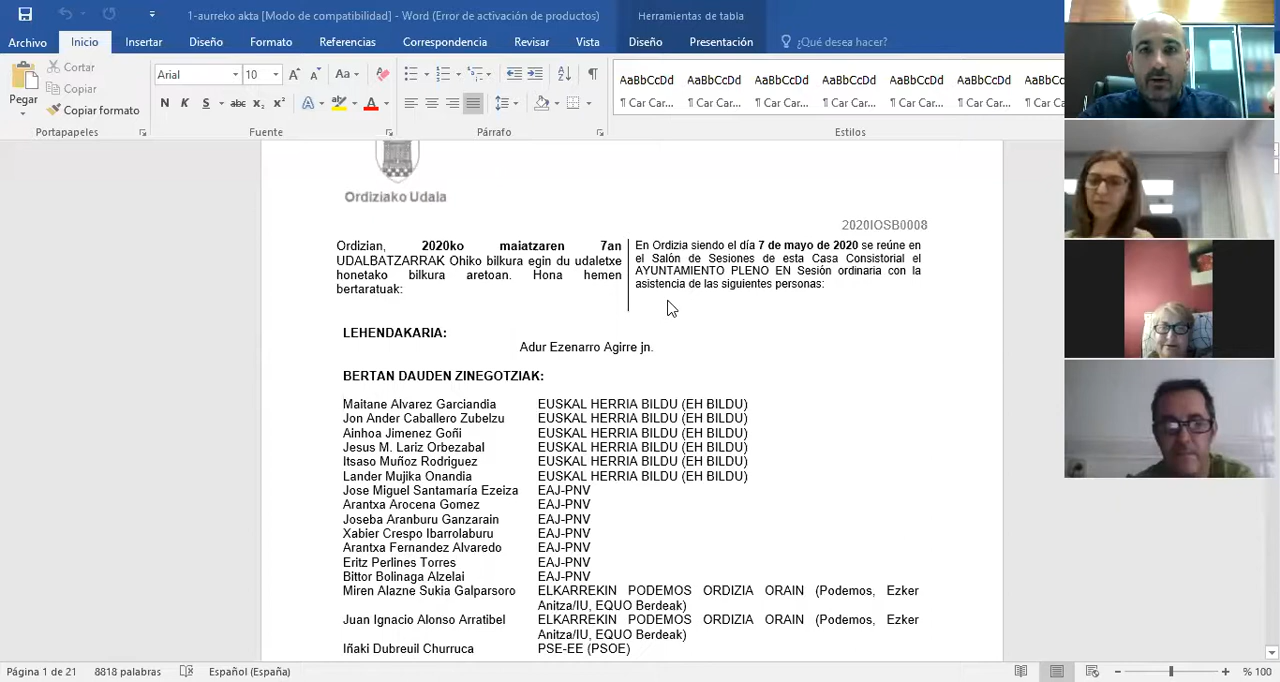 1-aurreko akta [Modo de compatibilidad] - Word (Error de activación de productos)
Herramientas de tabla
Archivo
Inicio
Insertar
Diseño
Formato
Referencias
Correspondencia
Revisar
Vista
Diseño
Presentación
¿Qué desea hacer?
Pegar
Cortar
Copiar
Copiar formato
Portapapeles
Arial
10
Aa
N K S abc x₂ x²
Fuente
Párrafo
AaBbCcDd AaBbCcDd AaBbCcDd AaBbCcDd AaBbCcDd AaBbCcDd
¶ Car Car... ¶ Car Car... ¶ Car Car... ¶ Car Car... ¶ Car Car... ¶ Car Car...
Estilos
Ordiziako Udala
2020IOSB0008
Ordizian, 2020ko maiatzaren 7an
UDALBATZARRAK Ohiko bilkura egin du udaletxe
honetako bilkura aretoan. Hona hemen
bertaratuak:
En Ordizia siendo el día 7 de mayo de 2020 se reúne en
el Salón de Sesiones de esta Casa Consistorial el
AYUNTAMIENTO PLENO EN Sesión ordinaria con la
asistencia de las siguientes personas:
LEHENDAKARIA:
Adur Ezenarro Agirre jn.
BERTAN DAUDEN ZINEGOTZIAK:
Maitane Alvarez Garciandia EUSKAL HERRIA BILDU (EH BILDU)
Jon Ander Caballero Zubelzu EUSKAL HERRIA BILDU (EH BILDU)
Ainhoa Jimenez Goñi EUSKAL HERRIA BILDU (EH BILDU)
Jesus M. Lariz Orbezabal EUSKAL HERRIA BILDU (EH BILDU)
Itsaso Muñoz Rodriguez EUSKAL HERRIA BILDU (EH BILDU)
Lander Mujika Onandia EUSKAL HERRIA BILDU (EH BILDU)
Jose Miguel Santamaría Ezeiza EAJ-PNV
Arantxa Arocena Gomez EAJ-PNV
Joseba Aranburu Ganzarain EAJ-PNV
Xabier Crespo Ibarrolaburu EAJ-PNV
Arantxa Fernandez Alvaredo EAJ-PNV
Eritz Perlines Torres EAJ-PNV
Bittor Bolinaga Alzelai EAJ-PNV
Miren Alazne Sukia Galparsoro ELKARREKIN PODEMOS ORDIZIA ORAIN (Podemos, Ezker
Anitza/IU, EQUO Berdeak)
Juan Ignacio Alonso Arratibel ELKARREKIN PODEMOS ORDIZIA ORAIN (Podemos, Ezker
Anitza/IU, EQUO Berdeak)
Iñaki Dubreuil Churruca PSE-EE (PSOE)
Página 1 de 21
8818 palabras
Español (España)
% 100